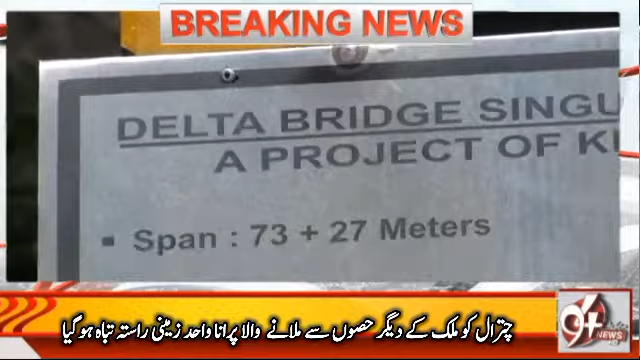 BREAKING NEWS
DELTA BRIDGE SINGU
A PROJECT OF K
▪ Span : 73 + 27 Meters
چترال کو ملک کے دیگر حصوں سے ملانے والا پرانا واحد زمینی راستہ تباہ ہوگیا
94
NEWS